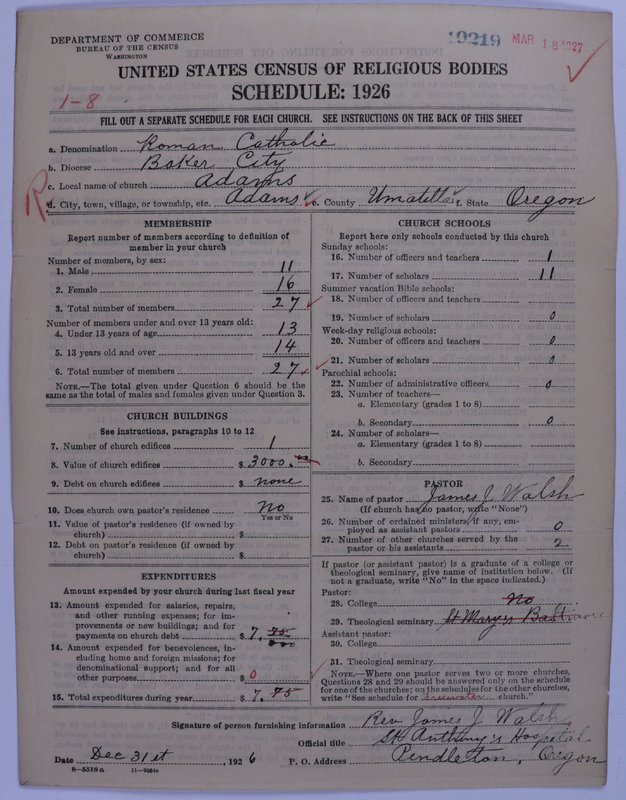 DEPARTMENT OF COMMERCE
BUREAU OF THE CENSUS
WASHINGTON
19219 MAR 18 1927
UNITED STATES CENSUS OF RELIGIOUS BODIES
SCHEDULE: 1926
1-8
FILL OUT A SEPARATE SCHEDULE FOR EACH CHURCH. SEE INSTRUCTIONS ON THE BACK OF THIS SHEET
a. Denomination Roman Catholic
b. Diocese Baker City
c. Local name of church Adams
d. City, town, village, or township, etc. Adams e. County Umatilla f. State Oregon
R
MEMBERSHIP
Report number of members according to definition of
member in your church
Number of members, by sex:
1. Male 11
2. Female 16
3. Total number of members 27
Number of members under and over 13 years old:
4. Under 13 years of age 13
5. 13 years old and over 14
6. Total number of members 27
NOTE.—The total given under Question 6 should be
same as the total of males and females given under Question 3.
CHURCH BUILDINGS
See instructions, paragraphs 10 to 12
7. Number of church edifices 1
8. Value of church edifices $ 3000.
9. Debt on church edifices $ none
10. Does church own pastor's residence No
Yes or No
11. Value of pastor's residence (if owned by
church) $
12. Debt on pastor's residence (if owned by
church) $
EXPENDITURES
Amount expended by your church during last fiscal year
13. Amount expended for salaries, repairs,
and other running expenses; for im-
provements or new buildings; and for
payments on church debt $ 7.75
000
14. Amount expended for benevolences, in-
cluding home and foreign missions; for
denominational support; and for all
other purposes $ 0
15. Total expenditures during year $ 7.75
CHURCH SCHOOLS
Report here only schools conducted by this church
Sunday schools:
16. Number of officers and teachers 1
17. Number of scholars 11
Summer vacation Bible schools:
18. Number of officers and teachers
19. Number of scholars 0
Week-day religious schools:
20. Number of officers and teachers 0
21. Number of scholars 0
Parochial schools:
22. Number of administrative officers 0
23. Number of teachers—
a. Elementary (grades 1 to 8)
b. Secondary 0
24. Number of scholars—
a. Elementary (grades 1 to 8)
b. Secondary
PASTOR
25. Name of pastor James J. Walsh
(If church has no pastor, write "None")
26. Number of ordained ministers, if any, em-
ployed as assistant pastors 0
27. Number of other churches served by the
pastor or his assistants 2
If pastor (or assistant pastor) is a graduate of a college or
theological seminary, give name of institution below. (If
not a graduate, write "No" in the space indicated.)
Pastor:
28. College No
29. Theological seminary St Mary's Baltimore
Assistant pastor:
30. College
31. Theological seminary
NOTE.—Where one pastor serves two or more churches,
Questions 28 and 29 should be answered only on the schedule
for one of the churches; on the schedules for the other churches,
write "See schedule for church."
Signature of person furnishing information Rev James J. Walsh
Official title St Anthony's Hospital
Date Dec 31st, 1926 P. O. Address Pendleton, Oregon
8-5518a 11-9084a